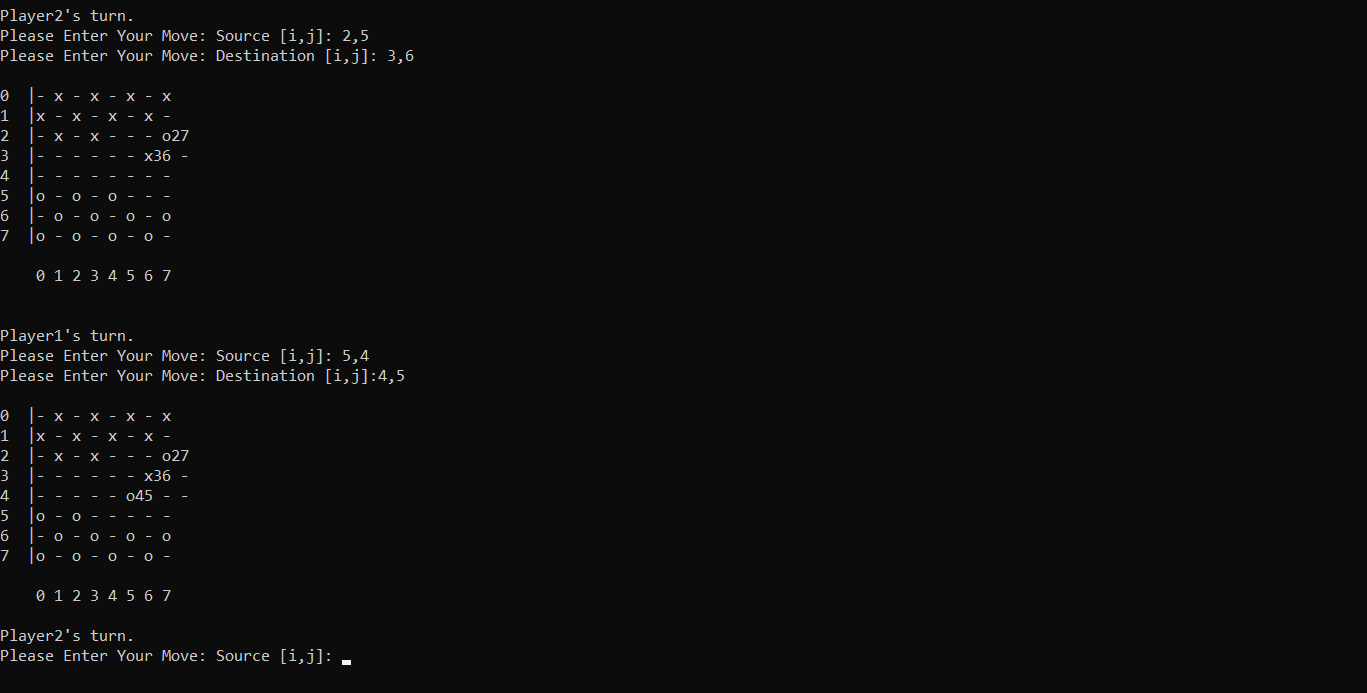 Player2's turn.
Please Enter Your Move: Source [i,j]: 2,5
Please Enter Your Move: Destination [i,j]: 3,6
0  |- x - x - x - x
1  |x - x - x - x -
2  |- x - x - - - o27
3  |- - - - - - x36 -
4  |- - - - - - - -
5  |o - o - o - - -
6  |- o - o - o - o
7  |o - o - o - o -
0 1 2 3 4 5 6 7
Player1's turn.
Please Enter Your Move: Source [i,j]: 5,4
Please Enter Your Move: Destination [i,j]:4,5
0  |- x - x - x - x
1  |x - x - x - x -
2  |- x - x - - - o27
3  |- - - - - - x36 -
4  |- - - - - o45 - -
5  |o - o - - - - -
6  |- o - o - o - o
7  |o - o - o - o -
0 1 2 3 4 5 6 7
Player2's turn.
Please Enter Your Move: Source [i,j]: